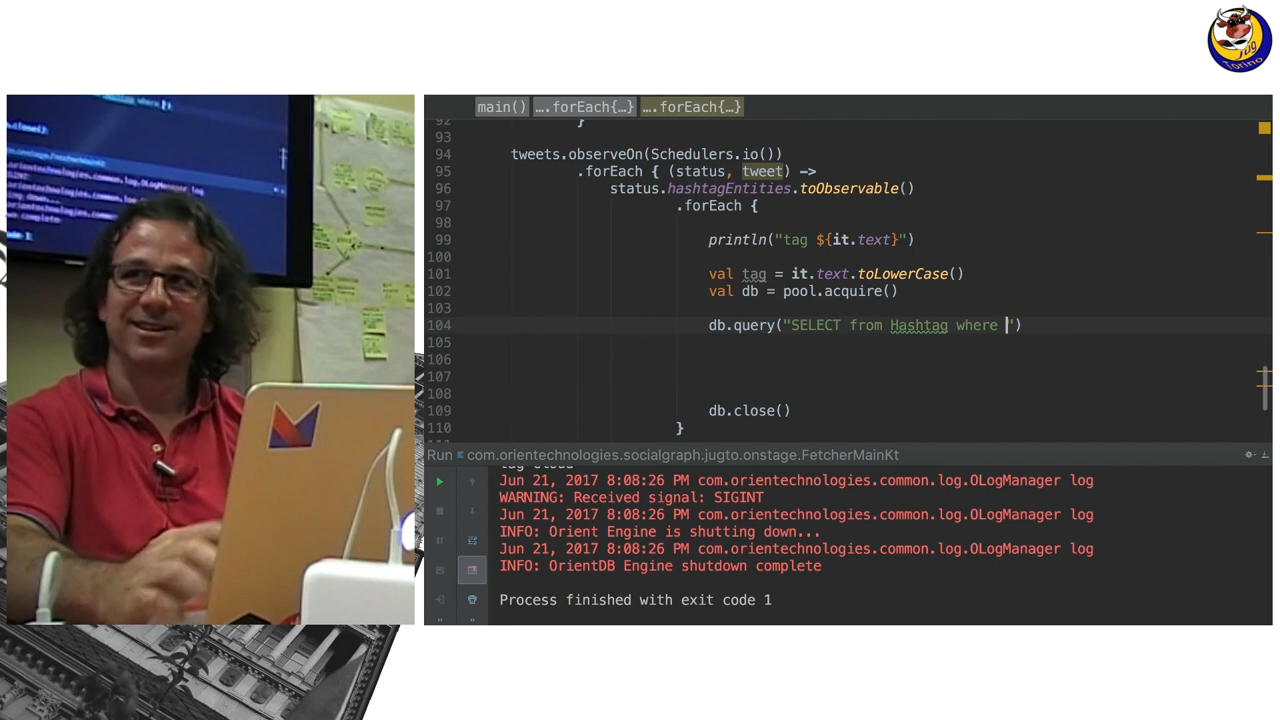 jug
Torino
main() ….forEach{…} ….forEach{…}
92 }
93
94 tweets.observeOn(Schedulers.io())
95 .forEach { (status, tweet) —>
96 status.hashtagEntities.toObservable()
97 .forEach {
98
99 println("tag ${it.text}")
100
101 val tag = it.text.toLowerCase()
102 val db = pool.acquire()
103
104 db.query("SELECT from Hashtag where ")
105
106
107
108
109 db.close()
110 }
Run com.orientechnologies.socialgraph.jugto.onstage.FetcherMainKt
Jun 21, 2017 8:08:26 PM com.orientechnologies.common.log.OLogManager log
WARNING: Received signal: SIGINT
Jun 21, 2017 8:08:26 PM com.orientechnologies.common.log.OLogManager log
INFO: Orient Engine is shutting down...
Jun 21, 2017 8:08:26 PM com.orientechnologies.common.log.OLogManager log
INFO: OrientDB Engine shutdown complete
Process finished with exit code 1